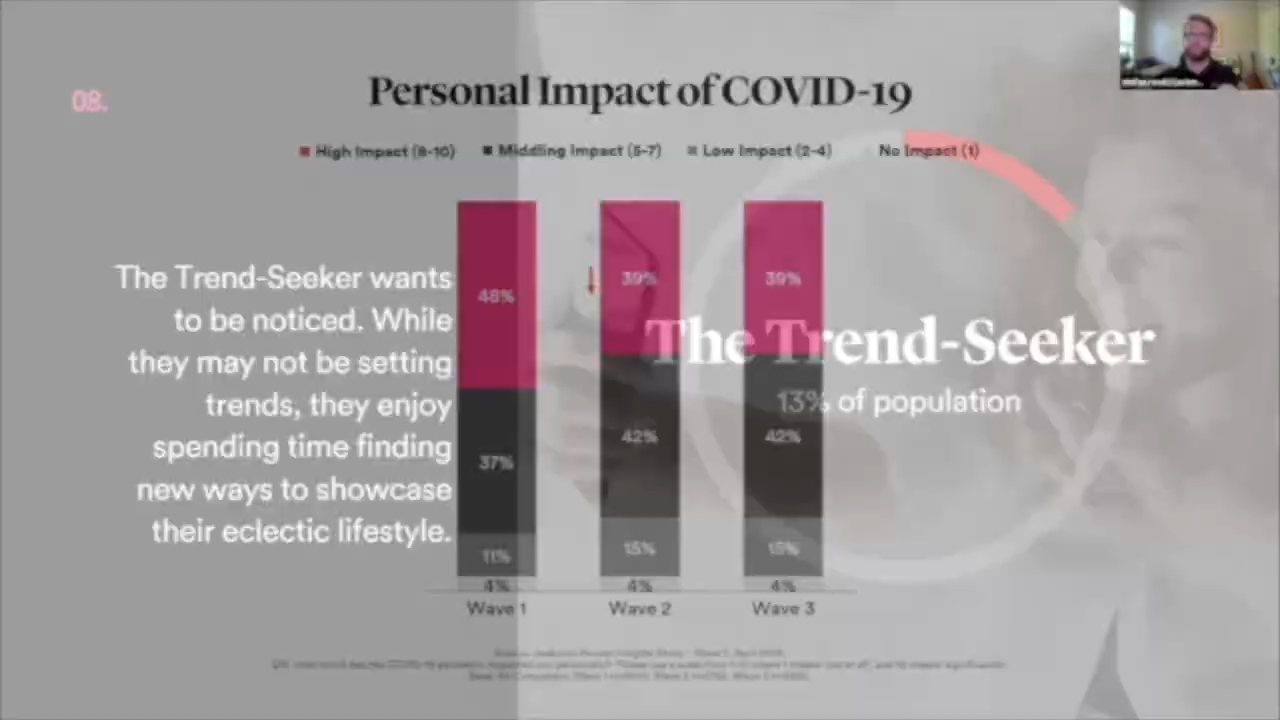 08.
Personal Impact of COVID-19
High Impact (8-10) Middling Impact (5-7) Low Impact (2-4) No Impact (1)
The Trend-Seeker wants
to be noticed. While
they may not be setting
trends, they enjoy
spending time finding
new ways to showcase
their eclectic lifestyle.
The Trend-Seeker
13% of population
48% 39% 39%
37% 42% 42%
11% 15% 15%
4% 4% 4%
Wave 1 Wave 2 Wave 3